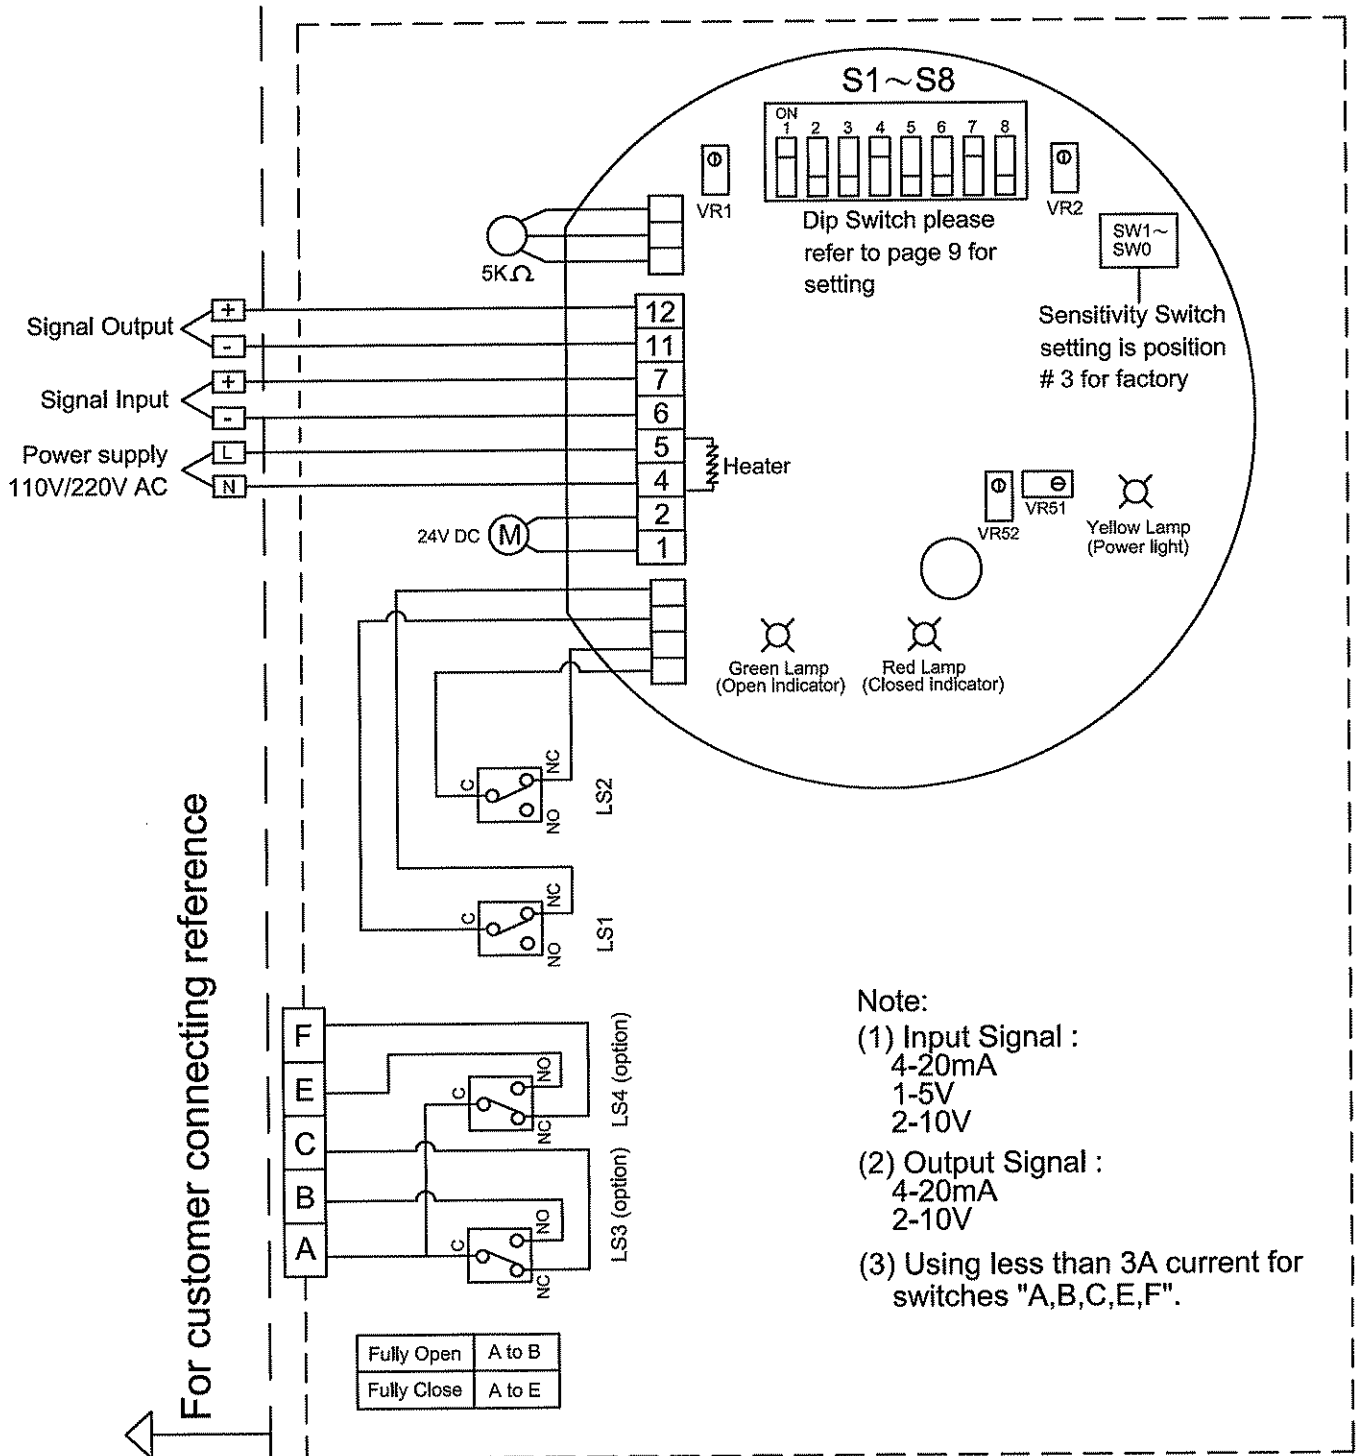 S1~S8
ON
1 2 3 4 5 6 7 8
VR1
VR2
Dip Switch please
refer to page 9 for
setting
SW1~
SW0
Sensitivity Switch
setting is position
# 3 for factory
5KΩ
Signal Output
+
-
Signal Input
+
-
Power supply
110V/220V AC
L
N
12
11
7
6
5
4
2
1
Heater
24V DC
M
VR52
VR51
Yellow Lamp
(Power light)
Green Lamp
(Open Indicator)
Red Lamp
(Closed indicator)
C
NC
NO
LS2
C
NC
NO
LS1
For customer connecting reference
F
E
C
B
A
C
NO
NC
LS4 (option)
C
NO
NC
LS3 (option)
Fully Open A to B
Fully Close A to E
Note:
(1) Input Signal :
4-20mA
1-5V
2-10V
(2) Output Signal :
4-20mA
2-10V
(3) Using less than 3A current for
switches "A,B,C,E,F".